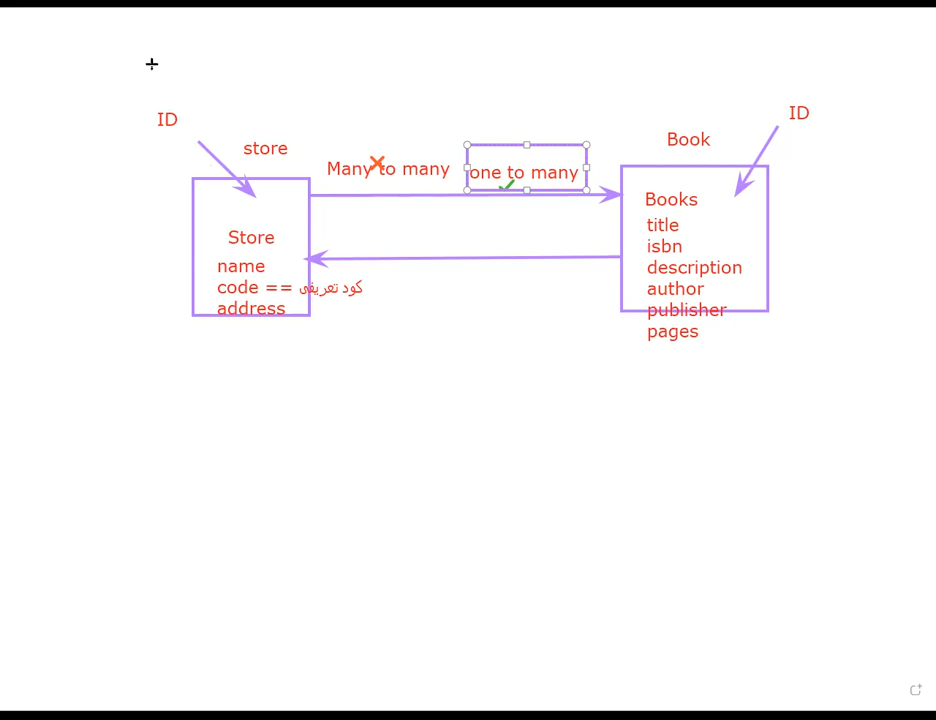 ID
store
Many to many
one to many
Book
ID
Store
name
code == کود تعریفی
address
Books
title
isbn
description
author
publisher
pages